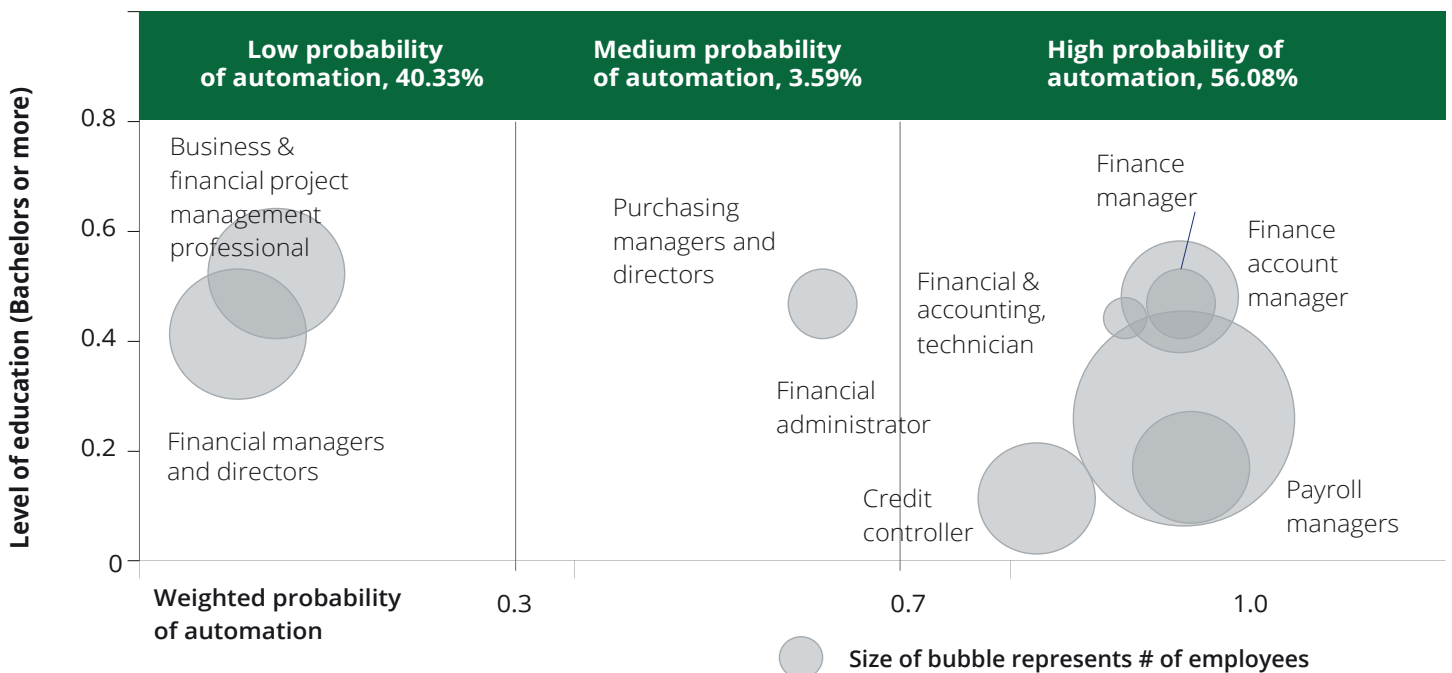 Low probability
of automation, 40.33%
Medium probability
of automation, 3.59%
High probability of
automation, 56.08%
Level of education (Bachelors or more)
0.8
0.6
0.4
0.2
0
Business &
financial project
management
professional
Financial managers
and directors
Purchasing
managers and
directors
Financial
administrator
Financial &
accounting,
technician
Credit
controller
Finance
manager
Finance
account
manager
Payroll
managers
Weighted probability
of automation
0.3
0.7
1.0
Size of bubble represents # of employees